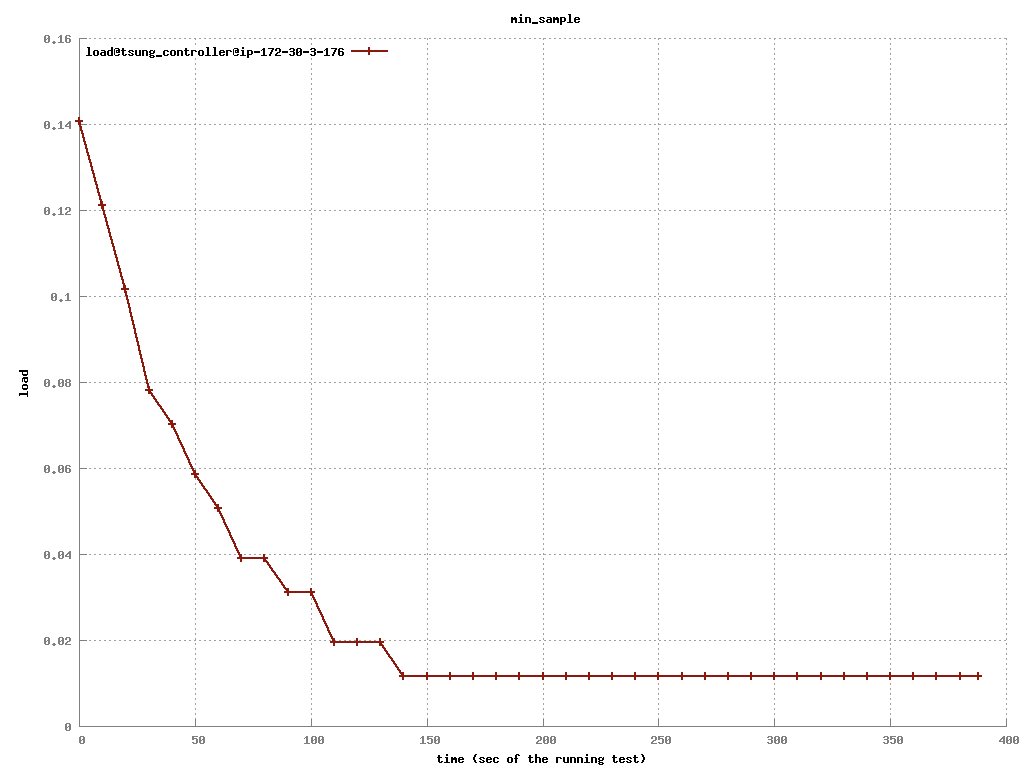 min_sample
load@tsung_controller@ip-172-30-3-176
0.16
0.14
0.12
0.1
0.08
0.06
0.04
0.02
0
load
0 50 100 150 200 250 300 350 400
time (sec of the running test)